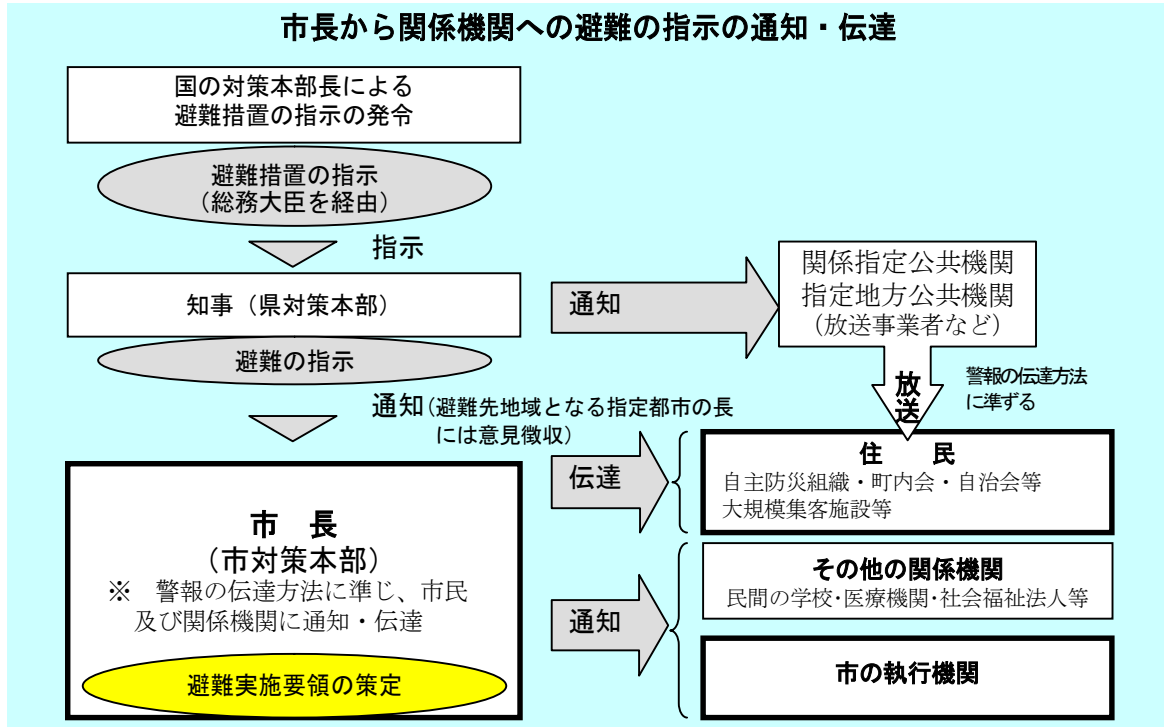 市長から関係機関への避難の指示の通知・伝達
国の対策本部長による
避難措置の指示の発令
避難措置の指示
(総務大臣を経由)
指示
知事（県対策本部）
避難の指示
通知
関係指定公共機関
指定地方公共機関
（放送事業者など）
放送
警報の伝達方法
に準ずる
通知(避難先地域となる指定都市の長
には意見徴収)
市　長
(市対策本部)
※　警報の伝達方法に準じ、市民
及び関係機関に通知・伝達
避難実施要領の策定
伝達
住　民
自主防災組織・町内会・自治会等
大規模集客施設等
通知
その他の関係機関
民間の学校・医療機関・社会福祉法人等
市の執行機関